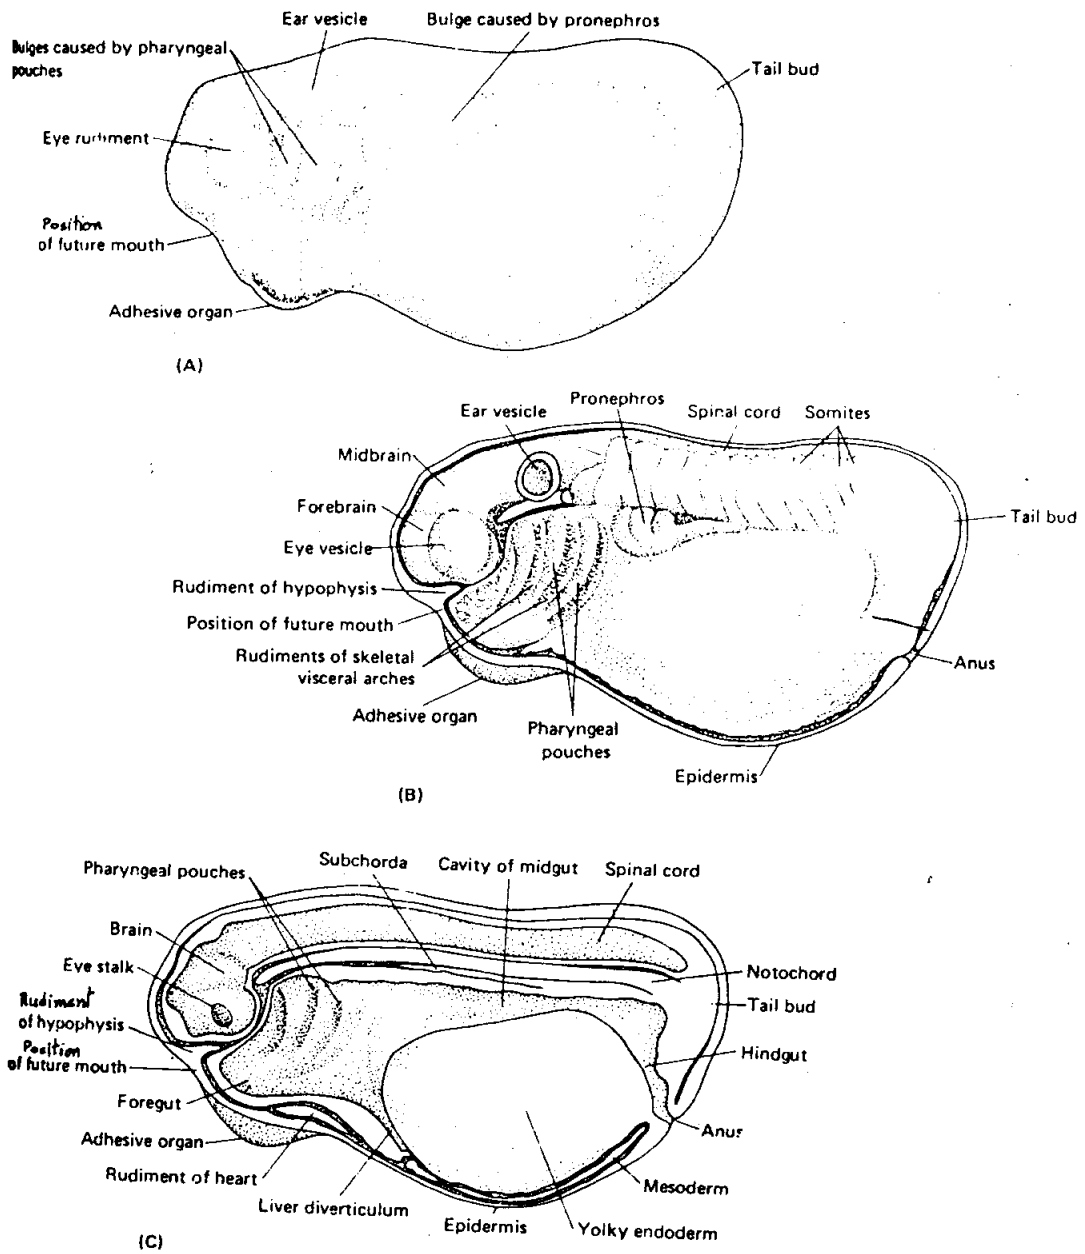 Ear vesicle
Bulge caused by pronephros
Bulges caused by pharyngeal
pouches
Tail bud
Eye rudiment
Position
of future mouth
Adhesive organ
(A)
Pronephros
Ear vesicle
Spinal cord
Somites
Midbrain
Forebrain
Tail bud
Eye vesicle
Rudiment of hypophysis
Position of future mouth
Rudiments of skeletal
visceral arches
Anus
Adhesive organ
Pharyngeal
pouches
Epidermis
(B)
Pharyngeal pouches
Subchorda
Cavity of midgut
Spinal cord
Brain
Eye stalk
Notochord
Rudiment
of hypophysis
Tail bud
Position
of future mouth
Hindgut
Foregut
Anus
Adhesive organ
Rudiment of heart
Mesoderm
Liver diverticulum
Epidermis
Yolky endoderm
(C)